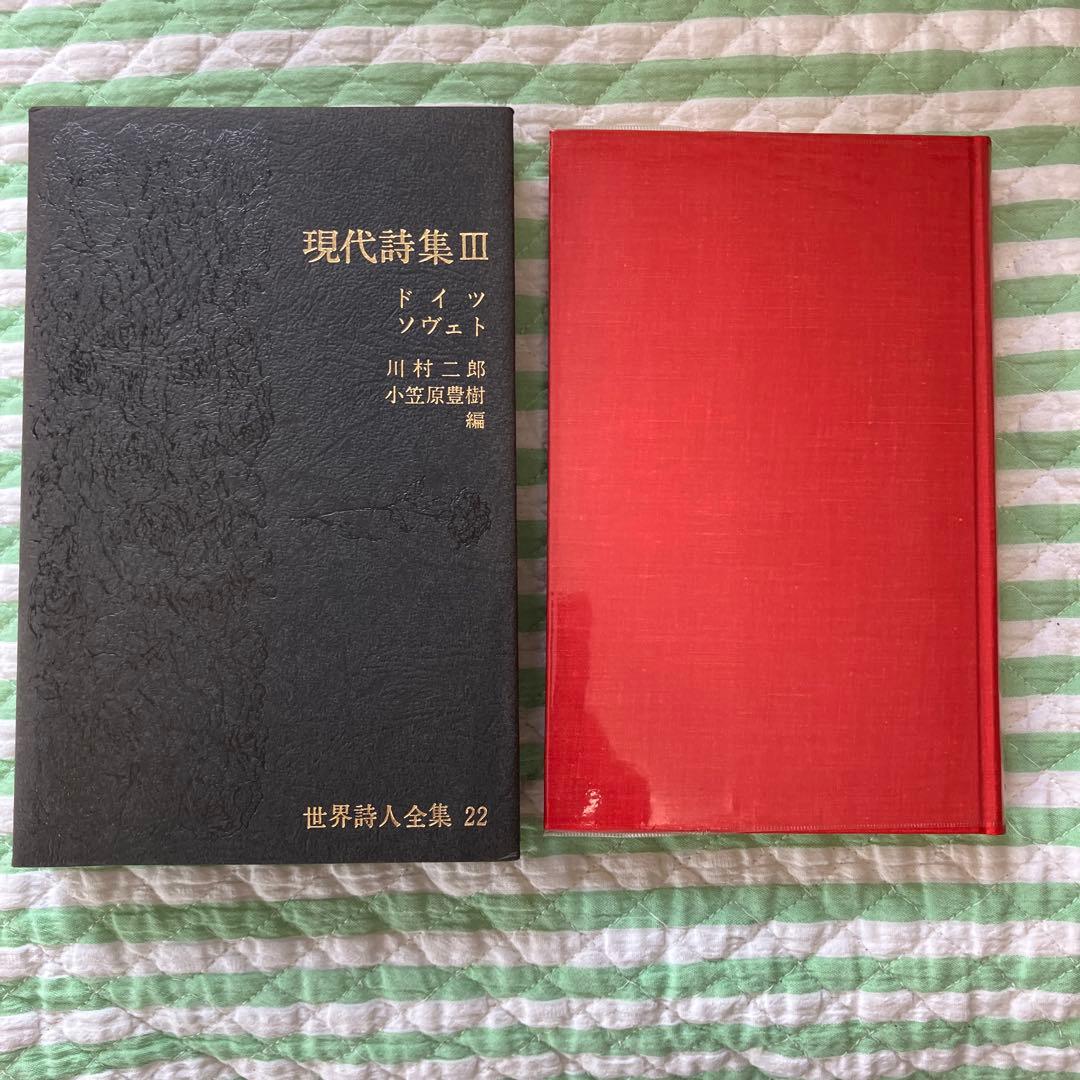 現代詩集Ⅲ
ドイツ
ソヴェト
川村二郎
小笠原豊樹
編
世界詩人全集 22